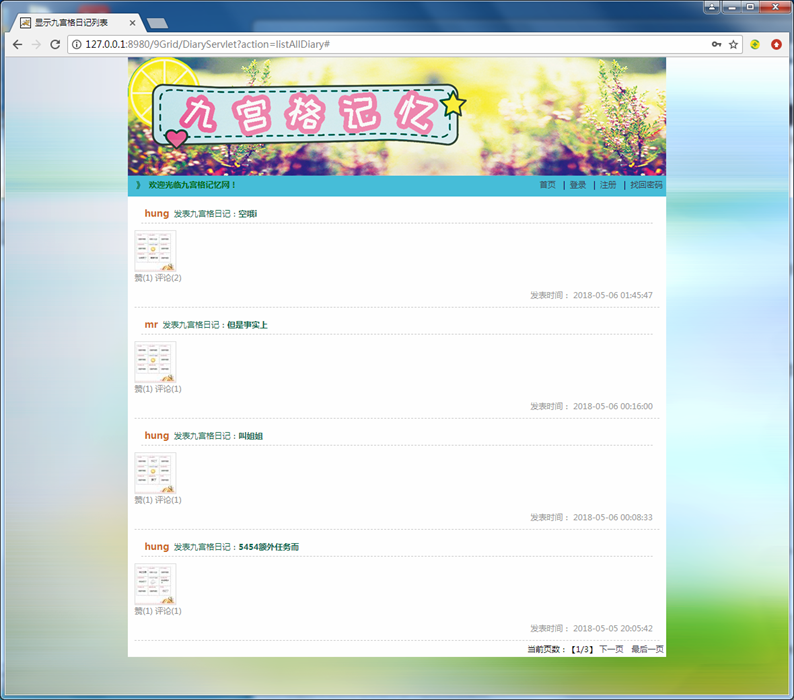 显示九宫格日记列表
127.0.0.1:8980/9Grid/DiaryServlet?action=listAllDiary#
九宫格记忆
》 欢迎光临九宫格记忆网！
首页 | 登录 | 注册 | 找回密码
hung 发表九宫格日记：空哦i
赞(1) 评论(2)
发表时间： 2018-05-06 01:45:47
mr 发表九宫格日记：但是事实上
赞(1) 评论(1)
发表时间： 2018-05-06 00:16:00
hung 发表九宫格日记：叫姐姐
赞(1) 评论(1)
发表时间： 2018-05-06 00:08:33
hung 发表九宫格日记：5454额外任务而
赞(1) 评论(1)
发表时间： 2018-05-05 20:05:42
当前页数：【1/3】 下一页 最后一页